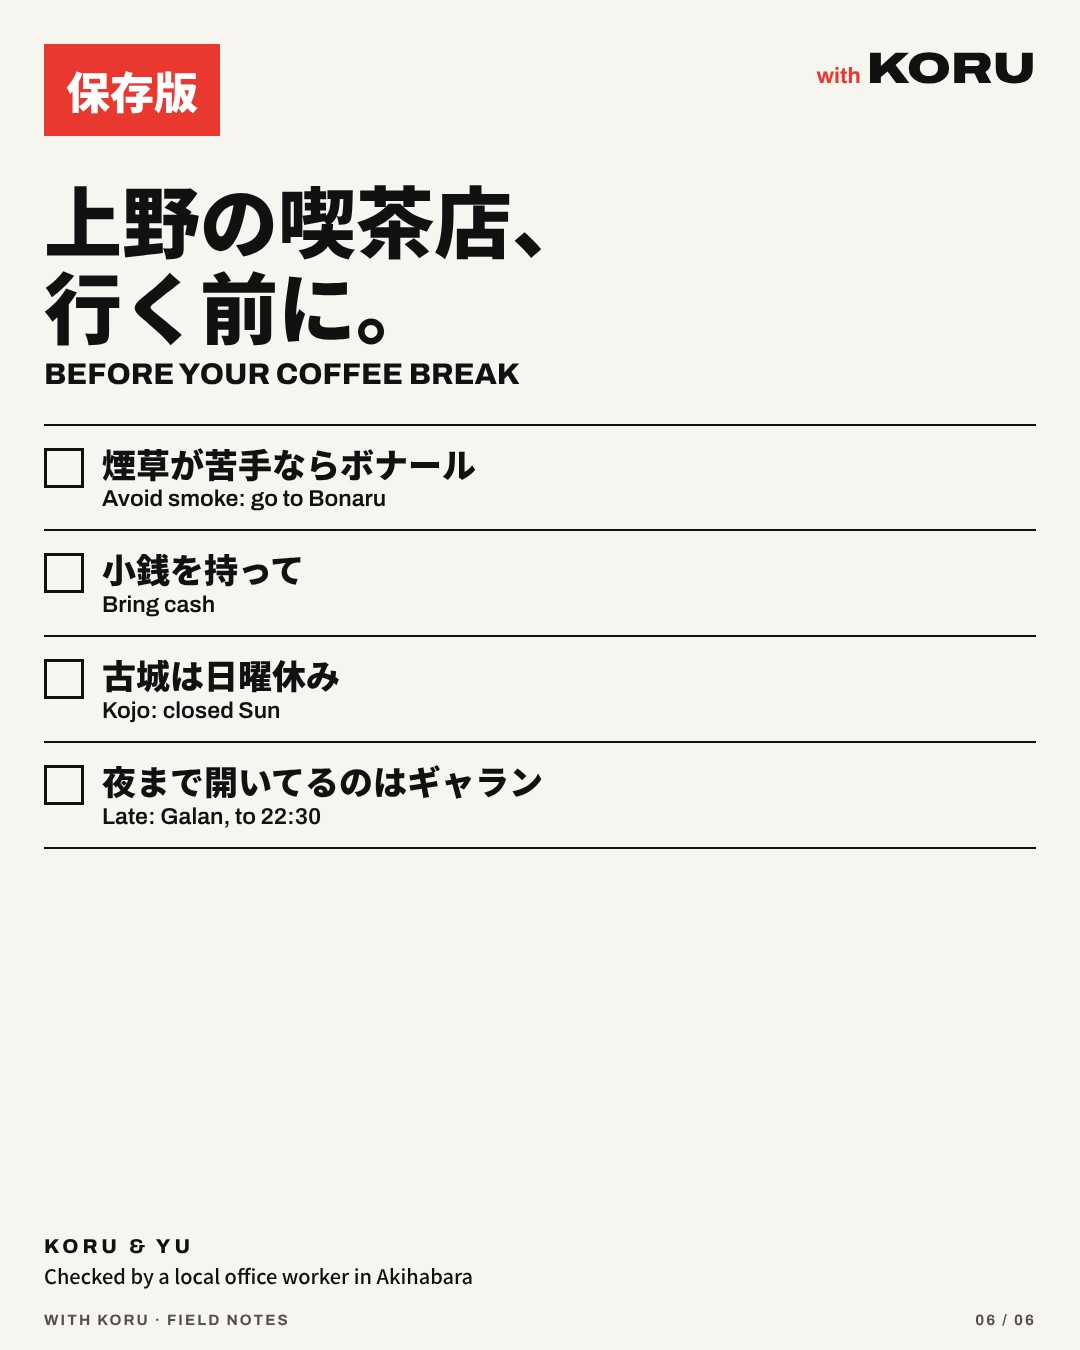 保存版
with KORU
上野の喫茶店、
行く前に。
BEFORE YOUR COFFEE BREAK
煙草が苦手ならボナール
Avoid smoke: go to Bonaru
小銭を持って
Bring cash
古城は日曜休み
Kojo: closed Sun
夜まで開いてるのはギャラン
Late: Galan, to 22:30
KORU & YU
Checked by a local office worker in Akihabara
WITH KORU · FIELD NOTES
06 / 06